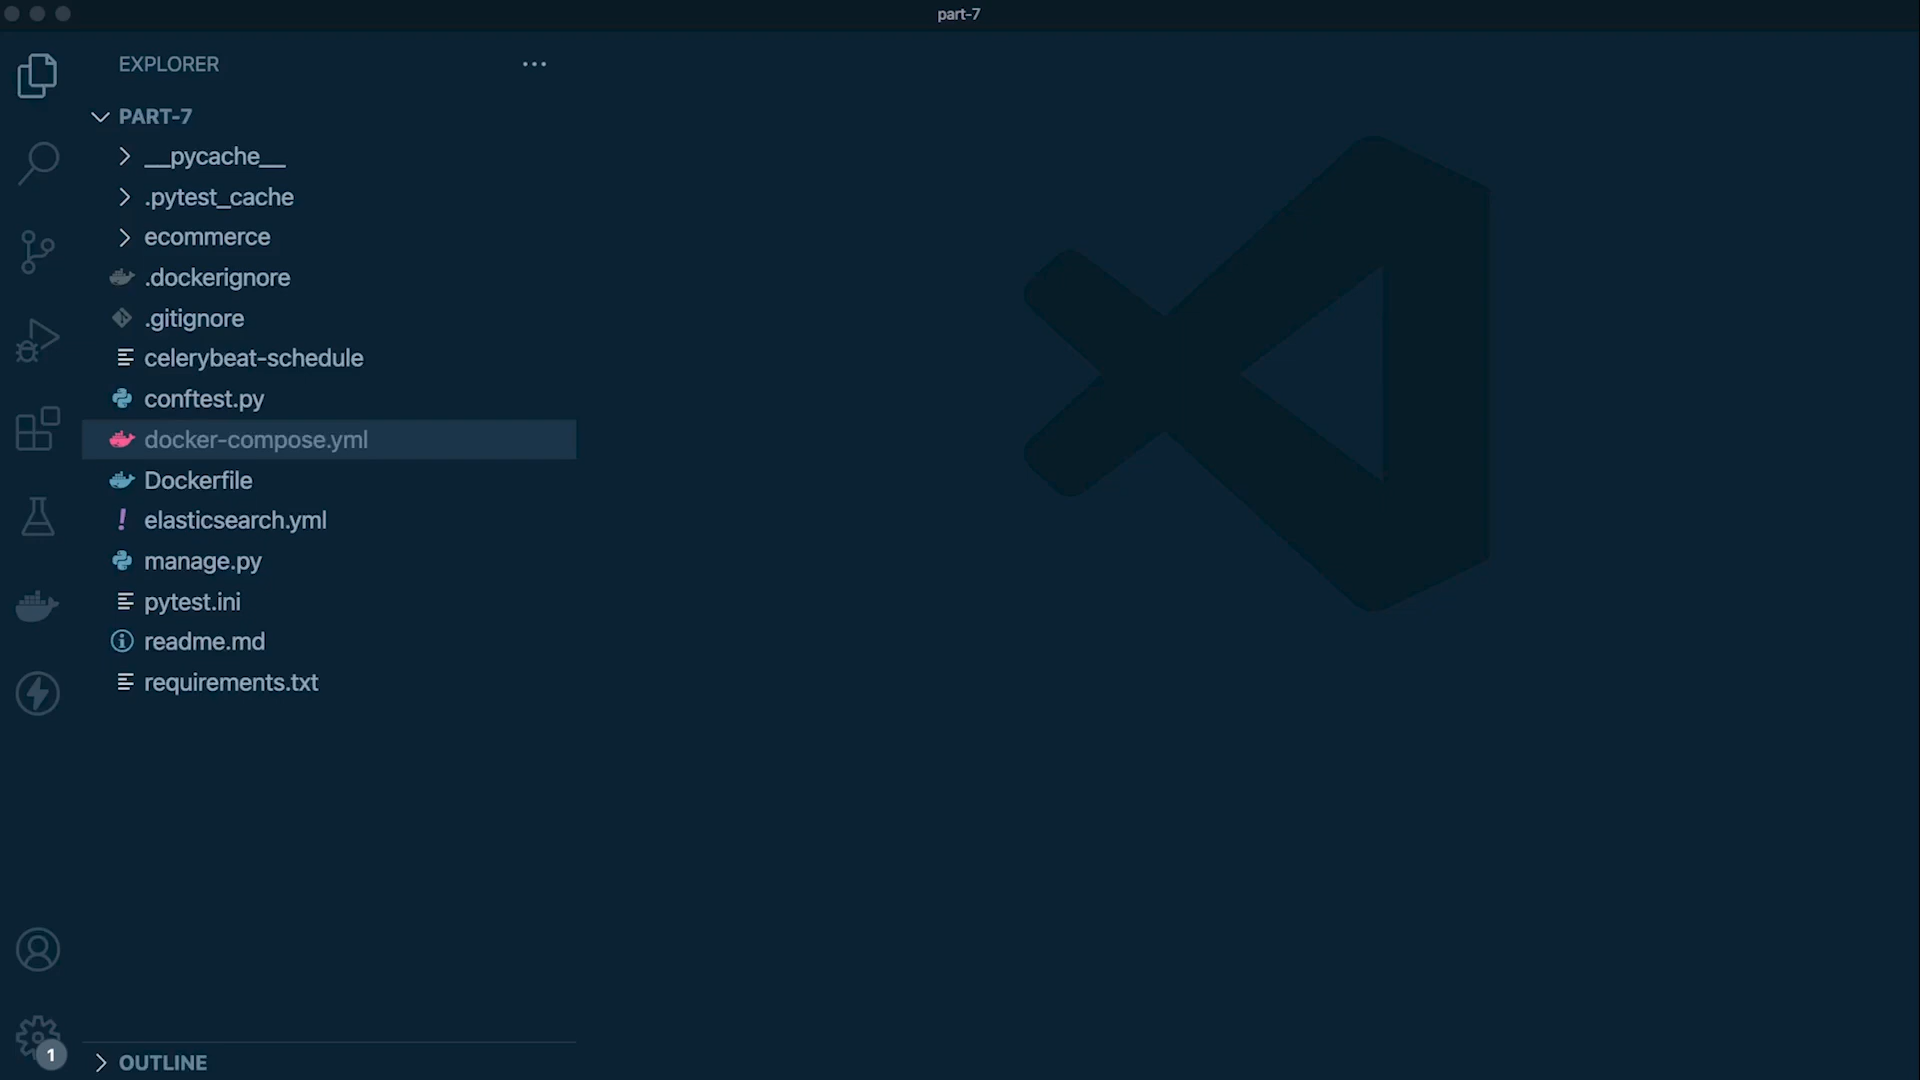 part-7
EXPLORER
PART-7
__pycache__
.pytest_cache
ecommerce
.dockerignore
.gitignore
celerybeat-schedule
conftest.py
docker-compose.yml
Dockerfile
elasticsearch.yml
manage.py
pytest.ini
readme.md
requirements.txt
1
OUTLINE